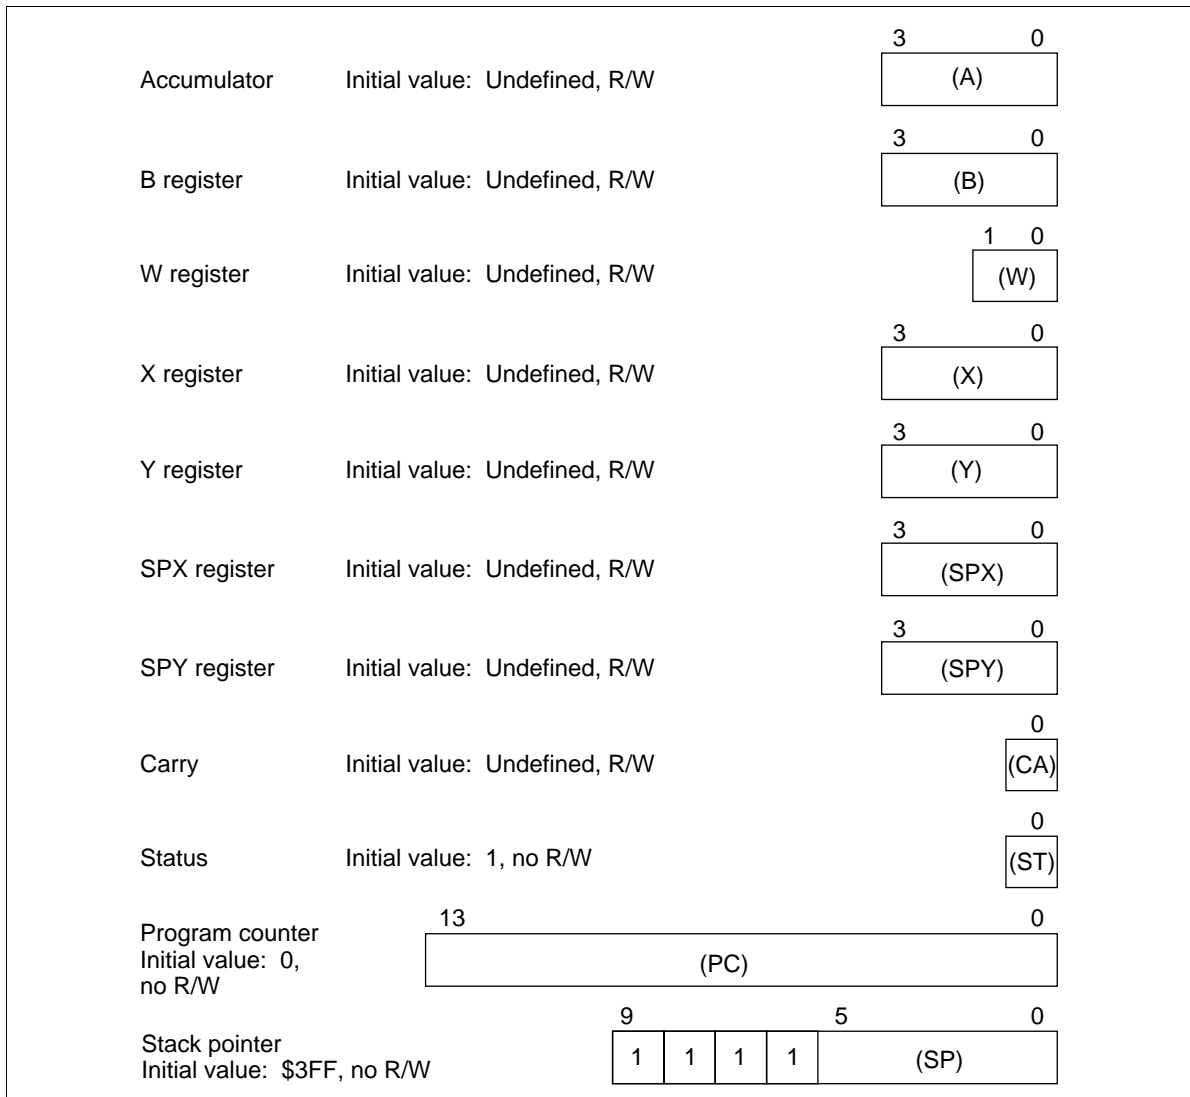 3 0
Accumulator Initial value: Undefined, R/W (A)
3 0
B register Initial value: Undefined, R/W (B)
1 0
W register Initial value: Undefined, R/W (W)
3 0
X register Initial value: Undefined, R/W (X)
3 0
Y register Initial value: Undefined, R/W (Y)
3 0
SPX register Initial value: Undefined, R/W (SPX)
3 0
SPY register Initial value: Undefined, R/W (SPY)
0
Carry Initial value: Undefined, R/W (CA)
0
Status Initial value: 1, no R/W (ST)
13 0
Program counter
Initial value: 0, (PC)
no R/W
9 5 0
Stack pointer
1 1 1 1 (SP)
Initial value: $3FF, no R/W